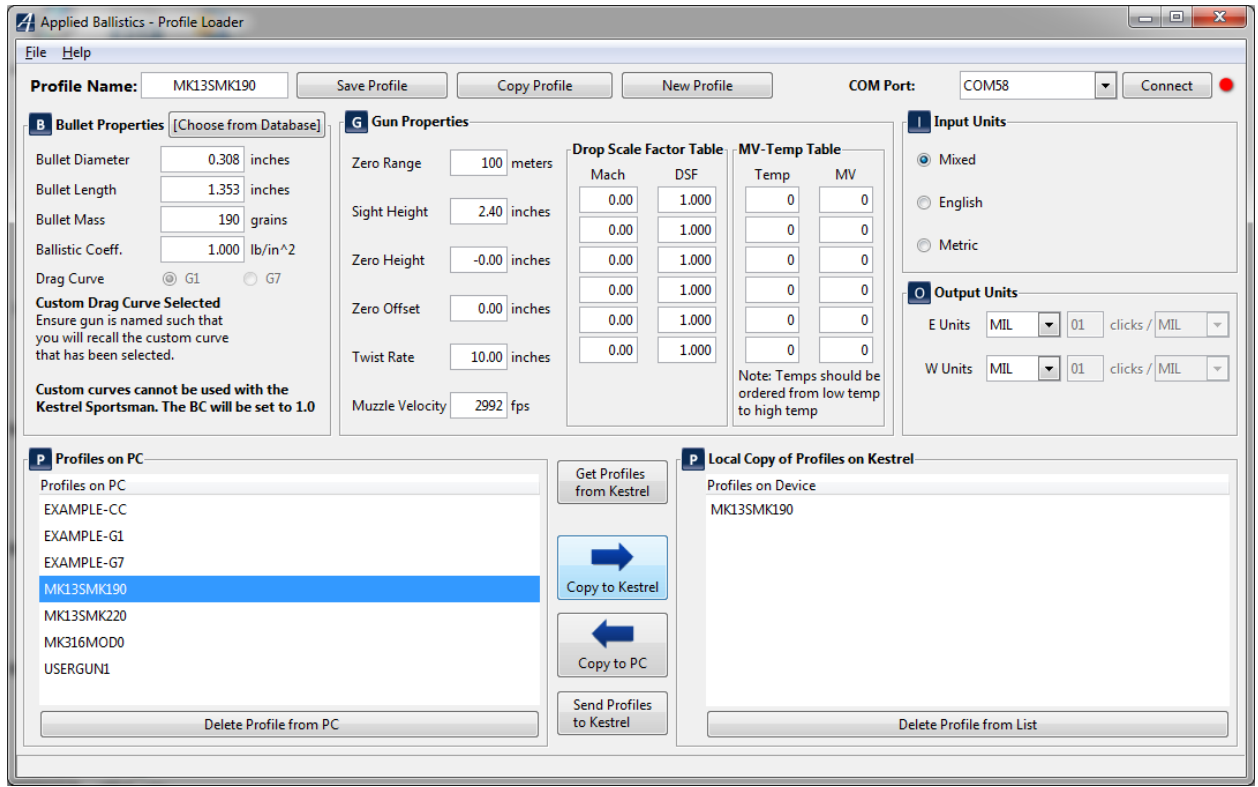 Applied Ballistics - Profile Loader
File Help
Profile Name: MK13SMK190 Save Profile Copy Profile New Profile COM Port: COM58 Connect
B Bullet Properties [Choose from Database]
Bullet Diameter 0.308 inches
Bullet Length 1.353 inches
Bullet Mass 190 grains
Ballistic Coeff. 1.000 lb/in^2
Drag Curve G1 G7
Custom Drag Curve Selected
Ensure gun is named such that
you will recall the custom curve
that has been selected.
Custom curves cannot be used with the
Kestrel Sportsman. The BC will be set to 1.0
G Gun Properties
Zero Range 100 meters
Sight Height 2.40 inches
Zero Height -0.00 inches
Zero Offset 0.00 inches
Twist Rate 10.00 inches
Muzzle Velocity 2992 fps
Drop Scale Factor Table
Mach DSF
0.00 1.000
0.00 1.000
0.00 1.000
0.00 1.000
0.00 1.000
0.00 1.000
MV-Temp Table
Temp MV
0 0
0 0
0 0
0 0
0 0
0 0
Note: Temps should be
ordered from low temp
to high temp
I Input Units
Mixed
English
Metric
O Output Units
E Units MIL 01 clicks / MIL
W Units MIL 01 clicks / MIL
P Profiles on PC
Profiles on PC
EXAMPLE-CC
EXAMPLE-G1
EXAMPLE-G7
MK13SMK190
MK13SMK220
MK316MOD0
USERGUN1
Delete Profile from PC
Get Profiles
from Kestrel
Copy to Kestrel
Copy to PC
Send Profiles
to Kestrel
P Local Copy of Profiles on Kestrel
Profiles on Device
MK13SMK190
Delete Profile from List